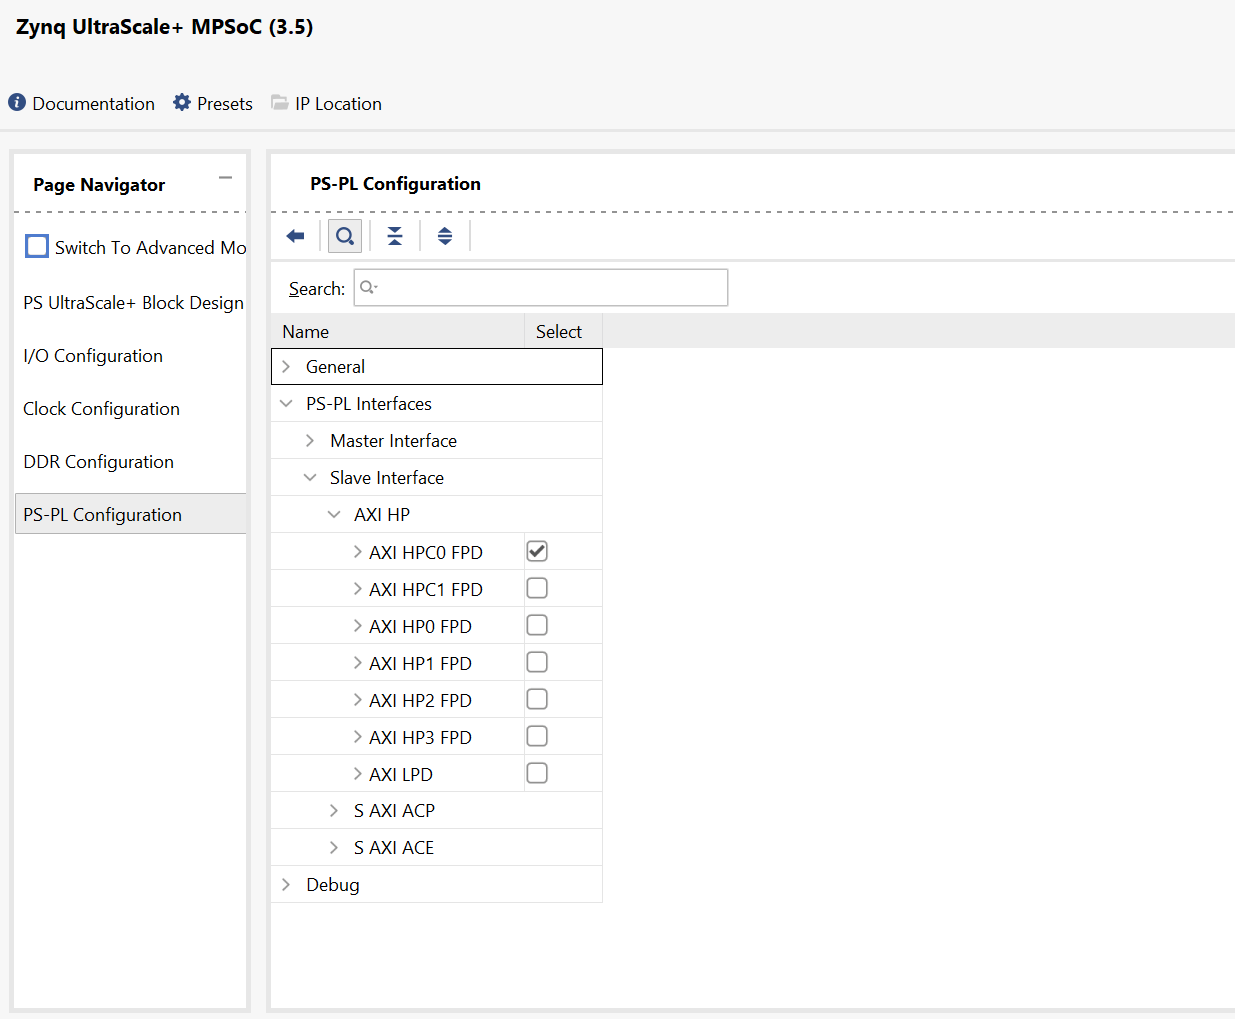 Zynq UltraScale+ MPSoC (3.5)
Documentation Presets IP Location
Page Navigator
Switch To Advanced Mo
PS UltraScale+ Block Design
I/O Configuration
Clock Configuration
DDR Configuration
PS-PL Configuration
PS-PL Configuration
Search:
Name Select
General
PS-PL Interfaces
Master Interface
Slave Interface
AXI HP
AXI HPC0 FPD
AXI HPC1 FPD
AXI HP0 FPD
AXI HP1 FPD
AXI HP2 FPD
AXI HP3 FPD
AXI LPD
S AXI ACP
S AXI ACE
Debug